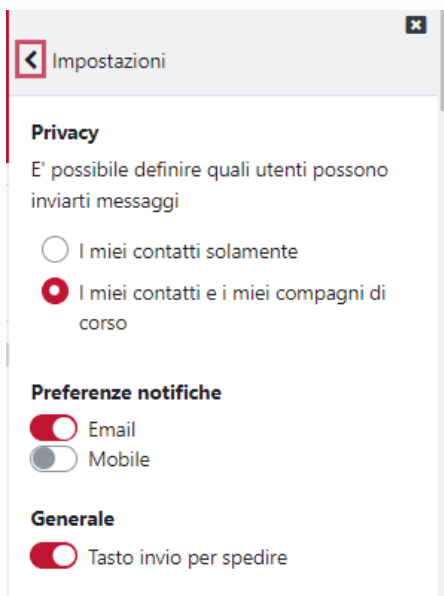 Impostazioni
Privacy
E' possibile definire quali utenti possono
inviarti messaggi
I miei contatti solamente
I miei contatti e i miei compagni di
corso
Preferenze notifiche
Email
Mobile
Generale
Tasto invio per spedire